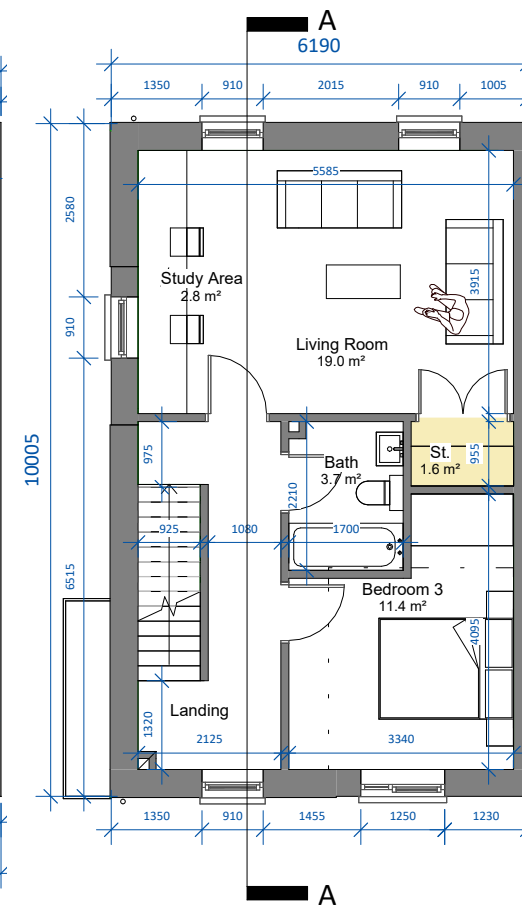 A
6190
1350
910
2015
910
1005
5585
2580
Study Area
2.8 m²
3915
910
Living Room
19.0 m²
10005
975
Bath
3.7 m²
St.
1.6 m²
955
2210
925
1080
1700
6515
Bedroom 3
11.4 m²
4095
1320
Landing
2125
3340
1350
910
1455
1250
1230
A